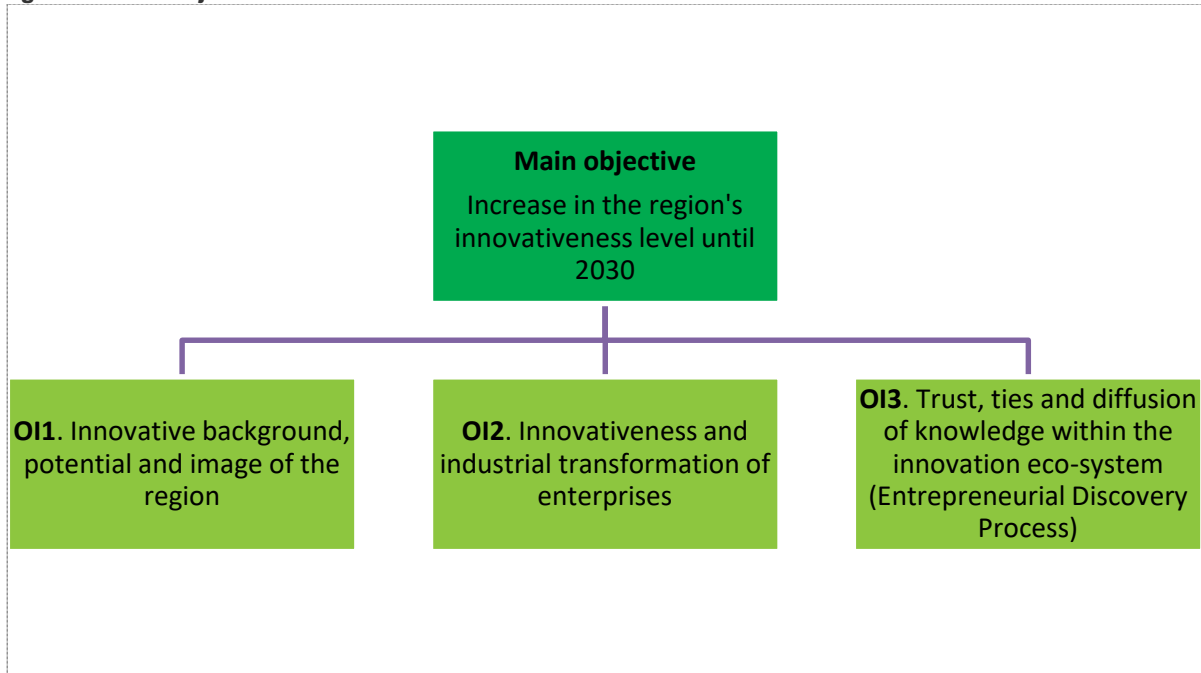 Main objective
Increase in the region's
innovativeness level until
2030
OI1. Innovative background,
potential and image of the
region
OI2. Innovativeness and
industrial transformation of
enterprises
OI3. Trust, ties and diffusion
of knowledge within the
innovation eco-system
(Entrepreneurial Discovery
Process)